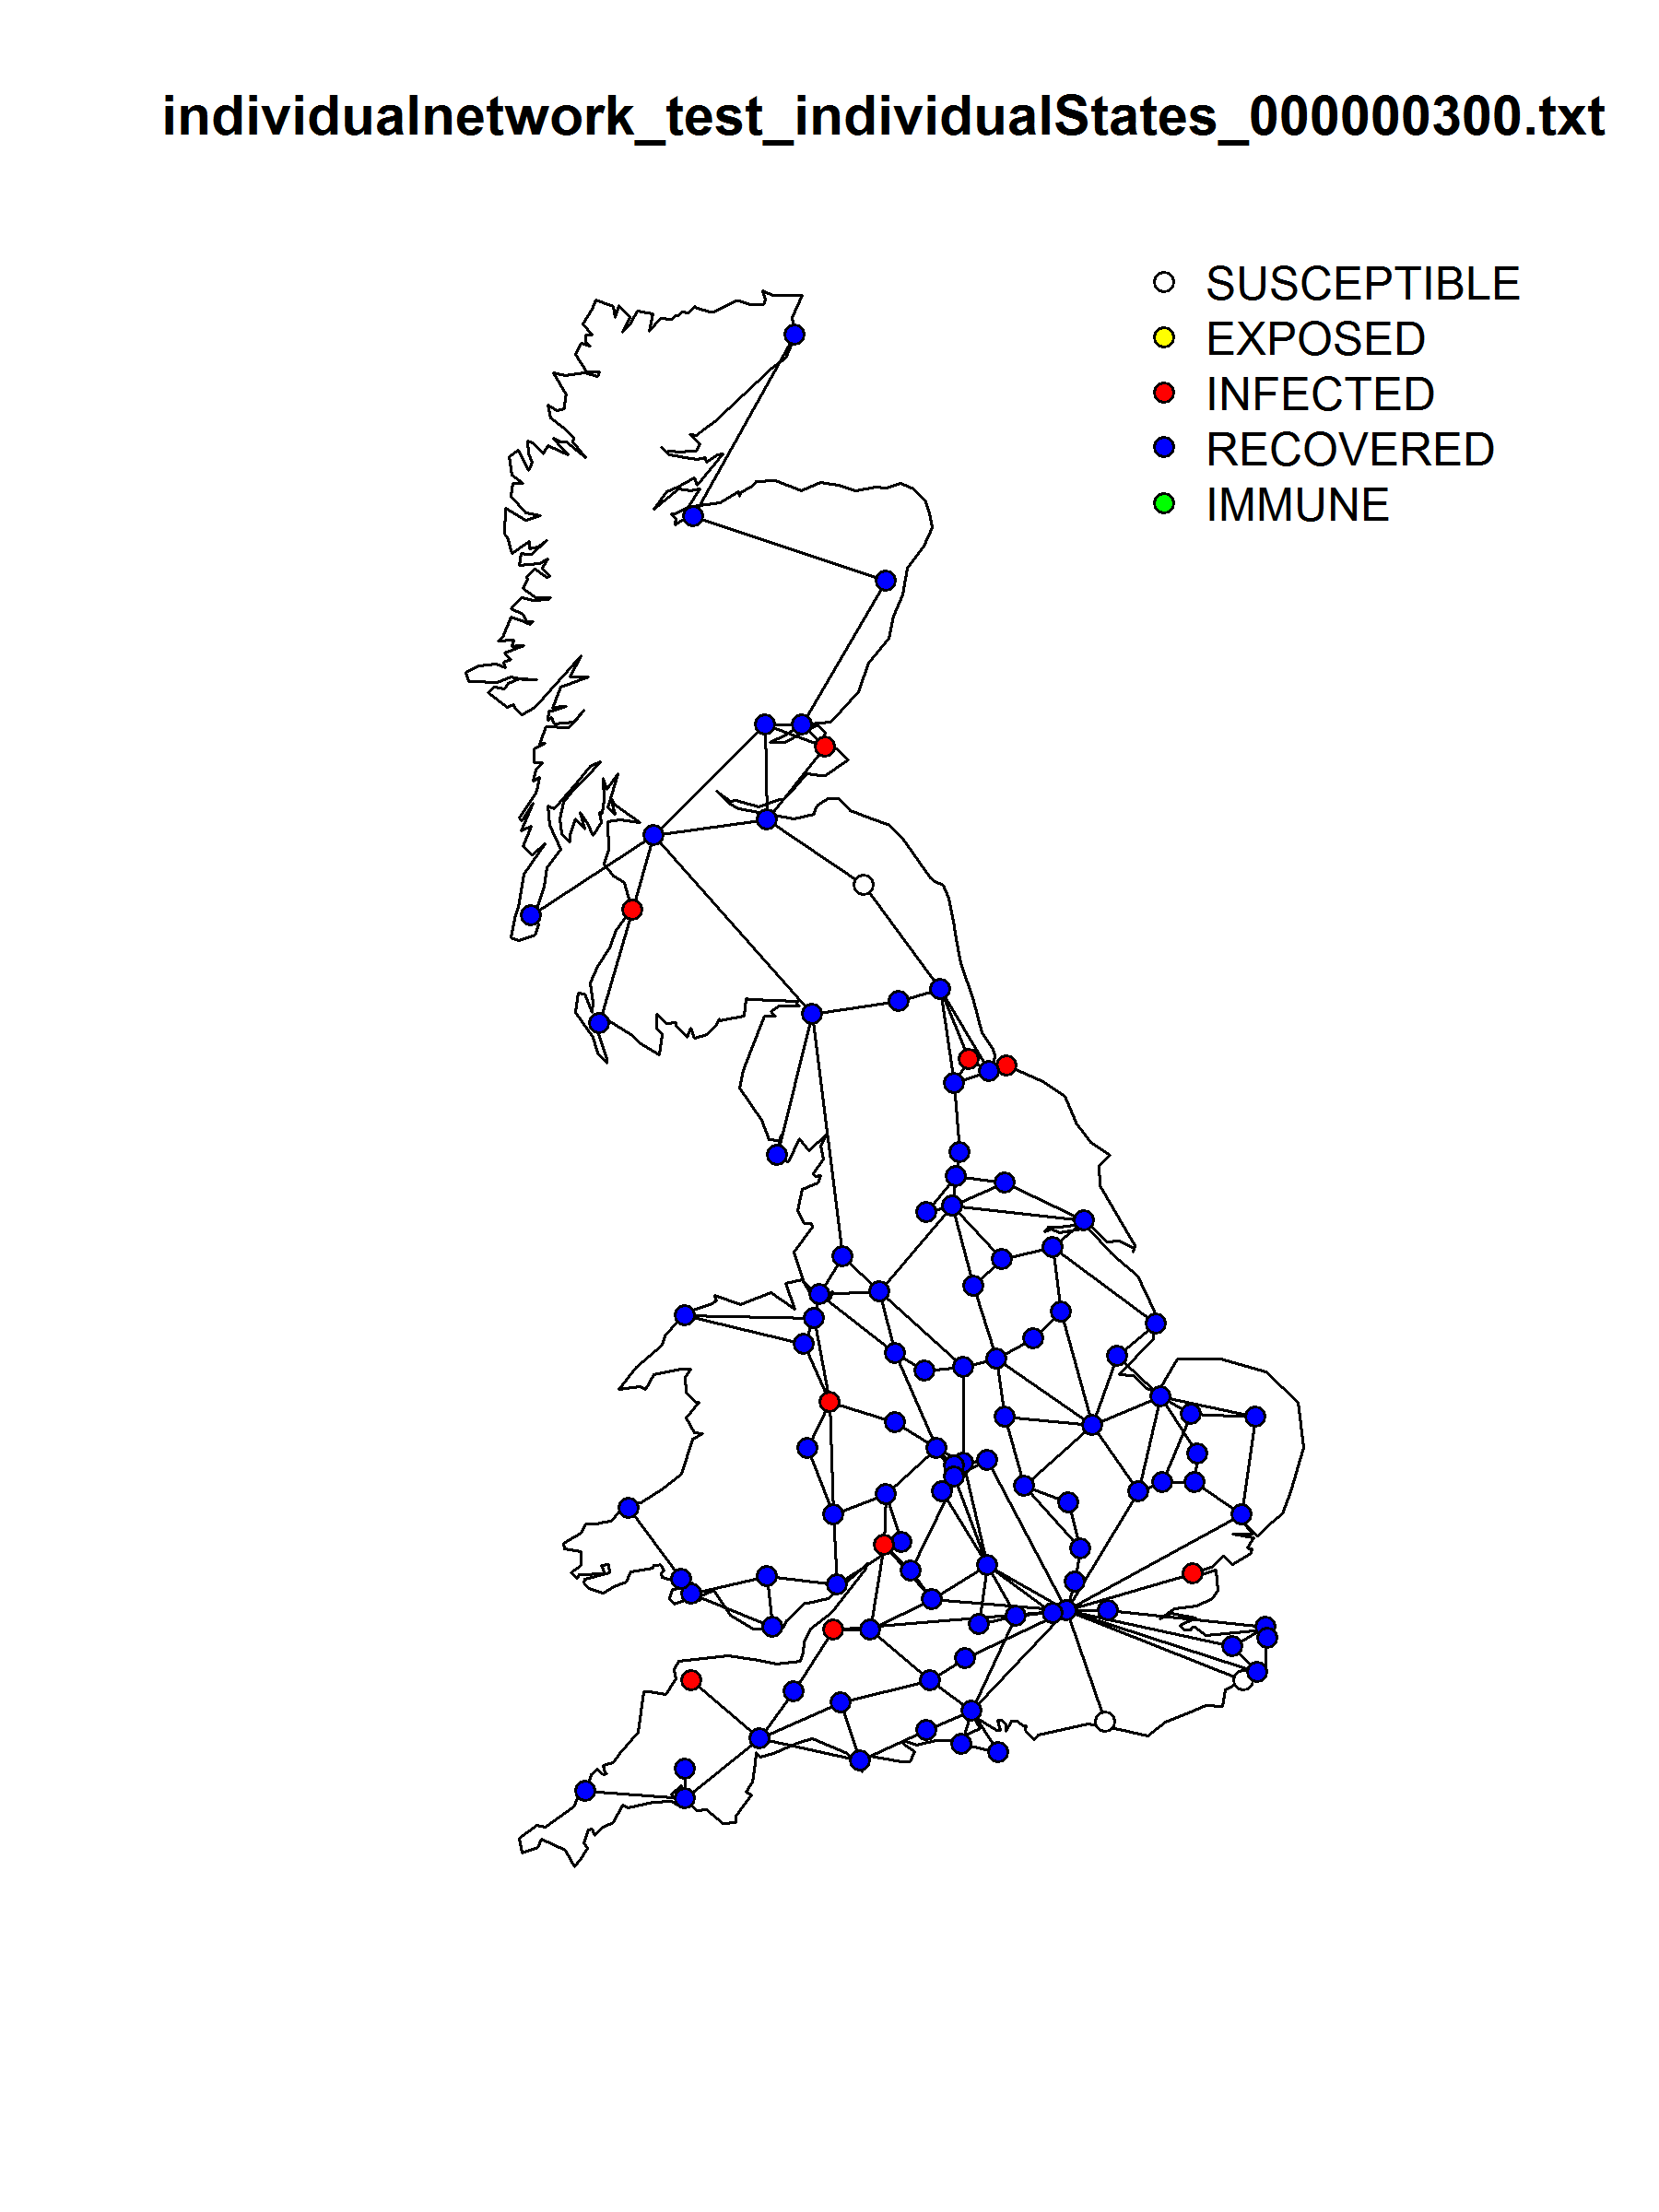 individualnetwork_test_individualStates_000000300.txt
SUSCEPTIBLE
EXPOSED
INFECTED
RECOVERED
IMMUNE